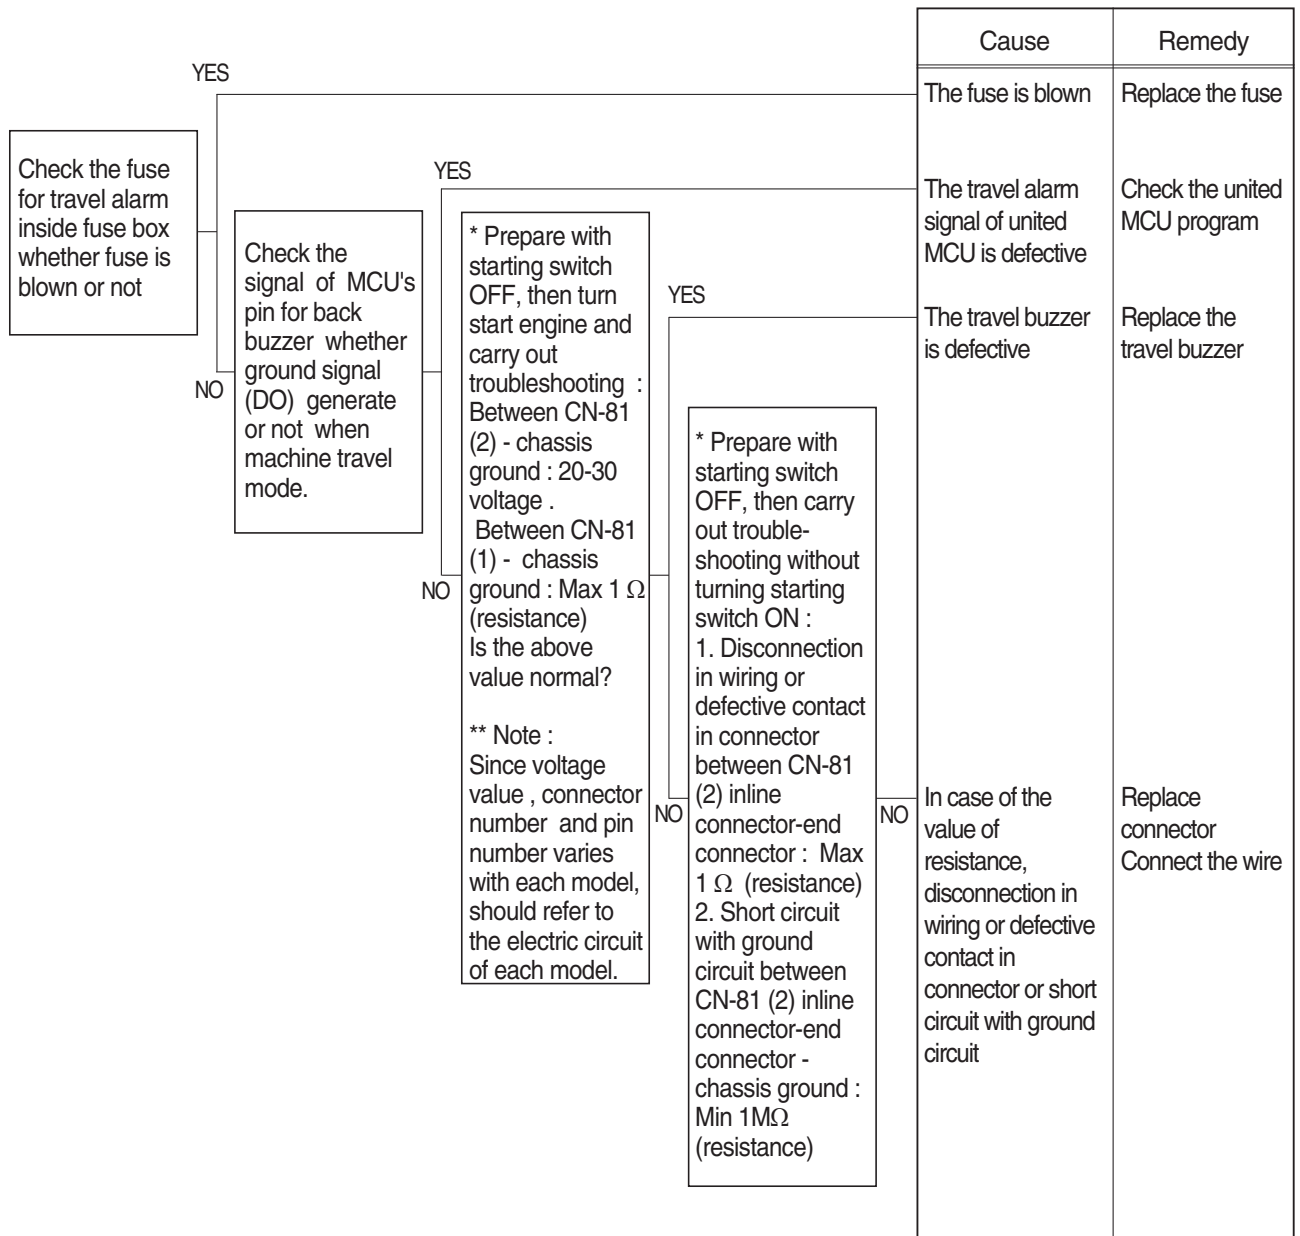 Cause
Remedy
YES
The fuse is blown
Replace the fuse
Check the fuse
for travel alarm
inside fuse box
whether fuse is
blown or not
YES
The travel alarm
signal of united
MCU is defective
Check the united
MCU program
NO
Check the
signal of MCU's
pin for back
buzzer whether
ground signal
(DO) generate
or not when
machine travel
mode.
YES
The travel buzzer
is defective
Replace the
travel buzzer
NO
* Prepare with
starting switch
OFF, then turn
start engine and
carry out
troubleshooting :
Between CN-81
(2) - chassis
ground : 20-30
voltage .
Between CN-81
(1) - chassis
ground : Max 1 Ω
(resistance)
Is the above
value normal?
** Note :
Since voltage
value , connector
number and pin
number varies
with each model,
should refer to
the electric circuit
of each model.
NO
* Prepare with
starting switch
OFF, then carry
out trouble-
shooting without
turning starting
switch ON :
1. Disconnection
in wiring or
defective contact
in connector
between CN-81
(2) inline
connector-end
connector : Max
1 Ω (resistance)
2. Short circuit
with ground
circuit between
CN-81 (2) inline
connector-end
connector -
chassis ground :
Min 1MΩ
(resistance)
NO
In case of the
value of
resistance,
disconnection in
wiring or defective
contact in
connector or short
circuit with ground
circuit
Replace
connector
Connect the wire